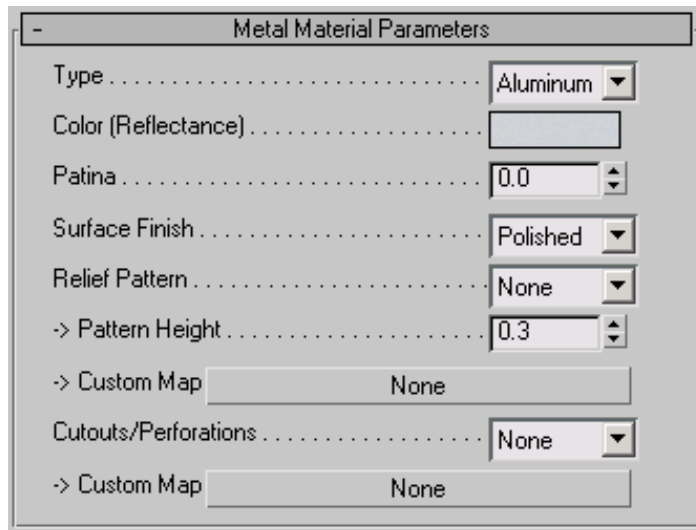 - Metal Material Parameters
Type . . . . . . . . . . . . . . . . . . . . . . . . . . . . . . . Aluminum
Color (Reflectance) . . . . . . . . . . . . . . . . . . .
Patina . . . . . . . . . . . . . . . . . . . . . . . . . . . . . . 0.0
Surface Finish . . . . . . . . . . . . . . . . . . . . . . . Polished
Relief Pattern . . . . . . . . . . . . . . . . . . . . . . . . None
-> Pattern Height . . . . . . . . . . . . . . . . . . . . . 0.3
-> Custom Map None
Cutouts/Perforations . . . . . . . . . . . . . . . . . . None
-> Custom Map None